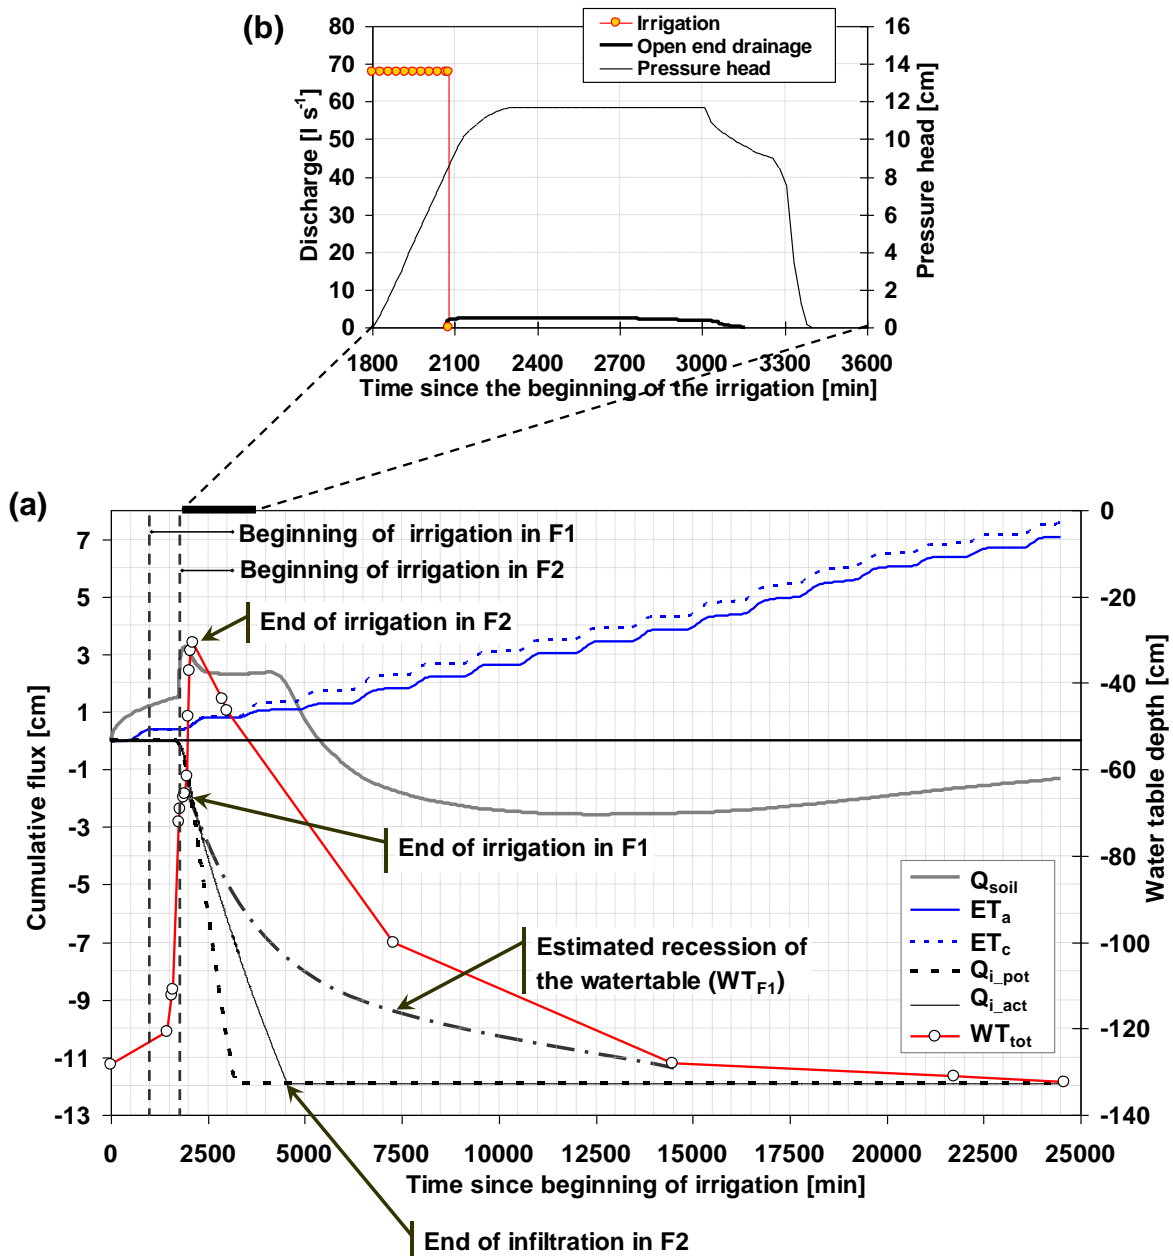 (b)
Irrigation
Open end drainage
Pressure head
80
70
60
50
40
30
20
10
0
Discharge [l s-1]
16
14
12
10
8
6
4
2
0
Pressure head [cm]
1800 2100 2400 2700 3000 3300 3600
Time since the beginning of the irrigation [min]
(a)
7
5
3
1
-1
-3
-5
-7
-9
-11
-13
Cumulative flux [cm]
0
-20
-40
-60
-80
-100
-120
-140
Water table depth [cm]
Beginning of irrigation in F1
Beginning of irrigation in F2
End of irrigation in F2
End of irrigation in F1
Estimated recession of
the watertable (WTF1)
Qsoil
ETa
ETc
Qi_pot
Qi_act
WTtot
0 2500 5000 7500 10000 12500 15000 17500 20000 22500 25000
Time since beginning of irrigation [min]
End of infiltration in F2